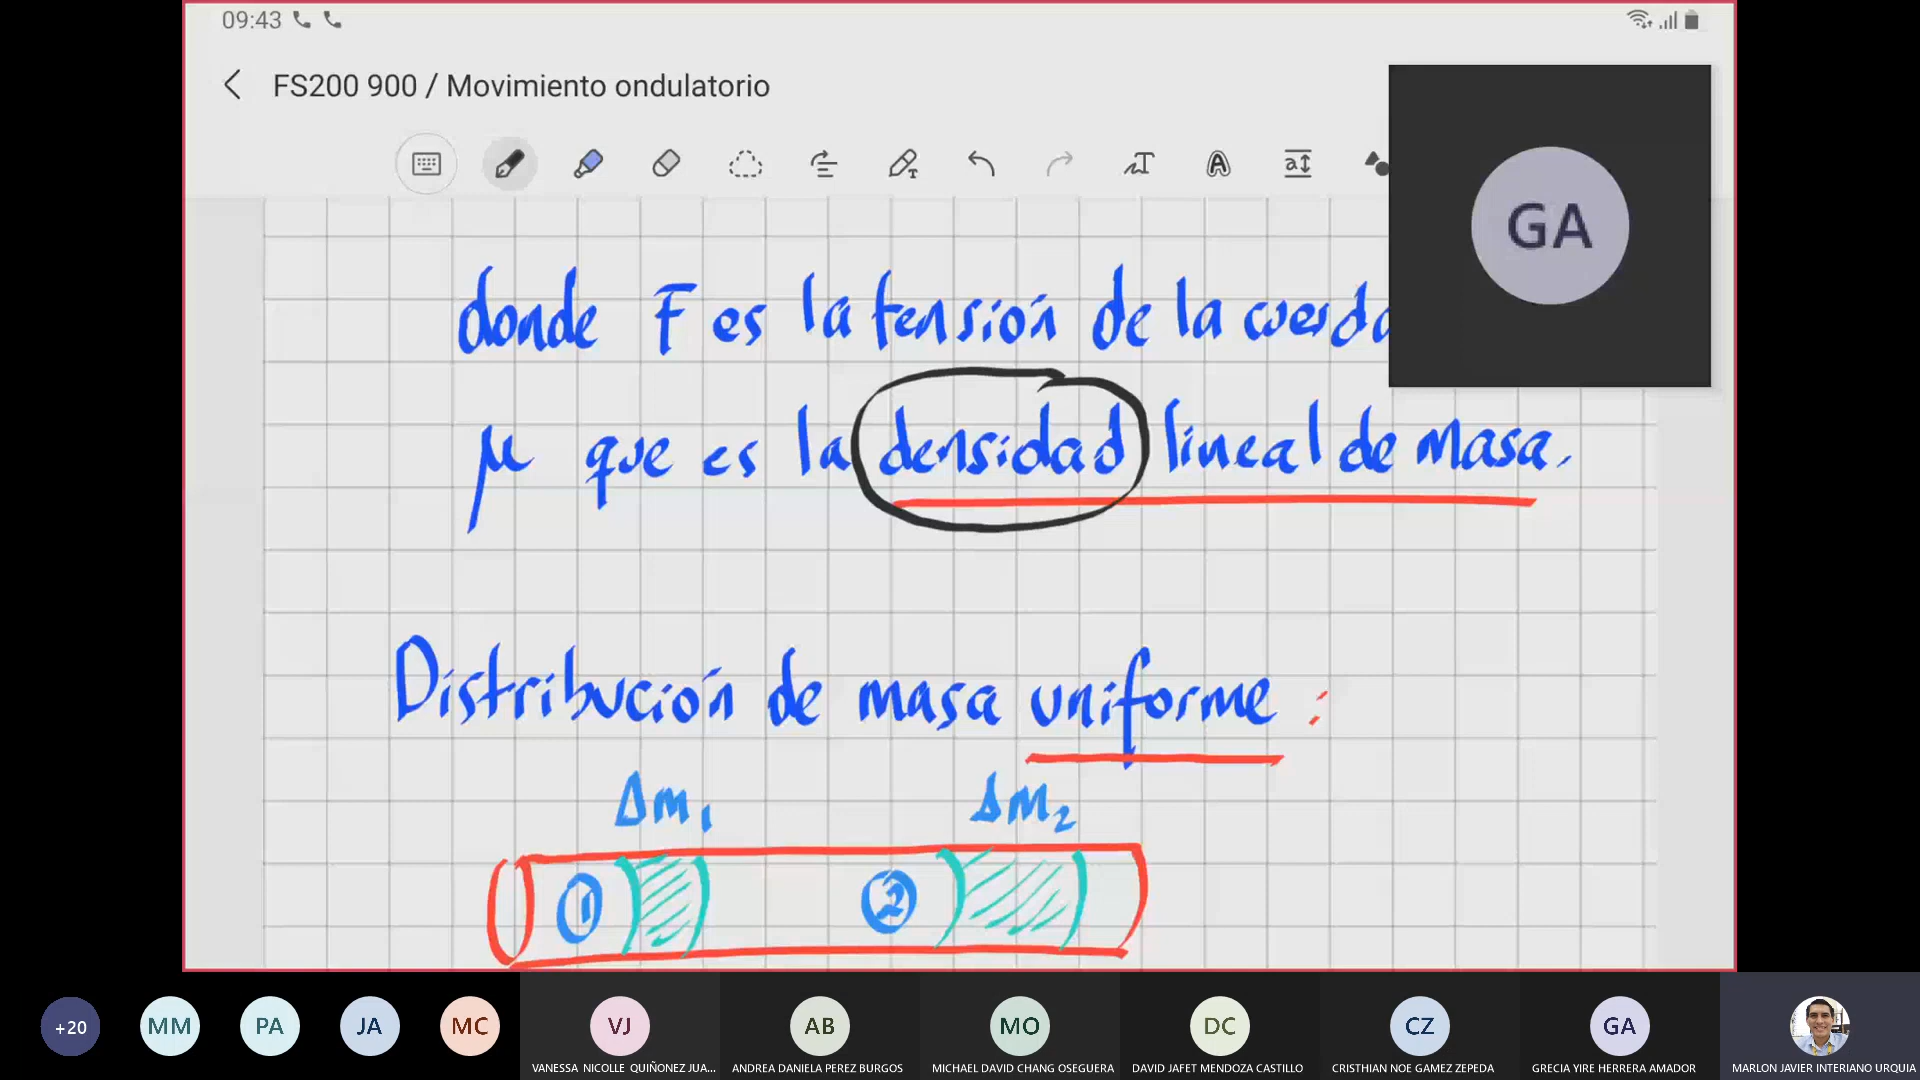 09:43
FS200 900 / Movimiento ondulatorio
GA
donde F es la tensión de la cuerda
μ que es la densidad lineal de masa.
Distribución de masa uniforme :
Δm₁ Δm₂
① ②
+20 MM PA JA MC VJ AB MO DC CZ GA
VANESSA NICOLLE QUIÑONEZ JUA... ANDREA DANIELA PEREZ BURGOS MICHAEL DAVID CHANG OSEGUERA DAVID JAFET MENDOZA CASTILLO CRISTHIAN NOE GAMEZ ZEPEDA GRECIA YIRE HERRERA AMADOR MARLON JAVIER INTERIANO URQUIA